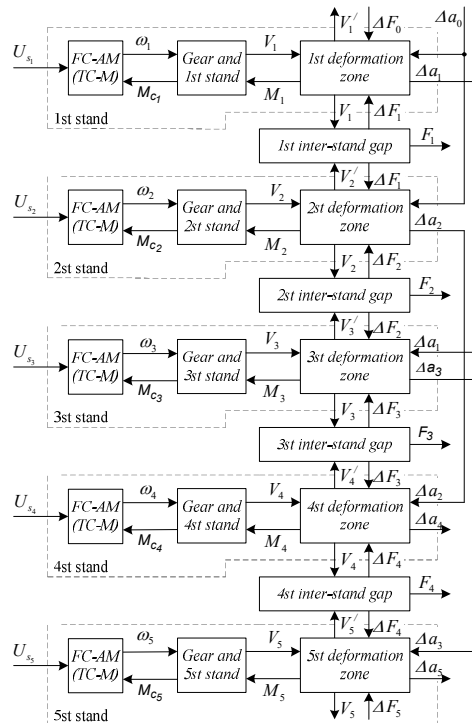 V₁′ ΔF₀ Δa₀
U_s₁ FC-AM (TC-M) ω₁ M_c₁ Gear and 1st stand V₁ M₁ 1st deformation zone Δa₁
1st stand V₁ ΔF₁
1st inter-stand gap F₁
V₂′ ΔF₁
U_s₂ FC-AM (TC-M) ω₂ M_c₂ Gear and 2st stand V₂ M₂ 2st deformation zone Δa₂
2st stand V₂ ΔF₂
2st inter-stand gap F₂
V₃′ ΔF₂
U_s₃ FC-AM (TC-M) ω₃ M_c₃ Gear and 3st stand V₃ M₃ 3st deformation zone Δa₁ Δa₃
3st stand V₃ ΔF₃
3st inter-stand gap F₃
V₄′ ΔF₃
U_s₄ FC-AM (TC-M) ω₄ M_c₄ Gear and 4st stand V₄ M₄ 4st deformation zone Δa₂ Δa₄
4st stand V₄ ΔF₄
4st inter-stand gap F₄
V₅′ ΔF₄
U_s₅ FC-AM (TC-M) ω₅ M_c₅ Gear and 5st stand V₅ M₅ 5st deformation zone Δa₃ Δa₅
5st stand V₅ ΔF₅